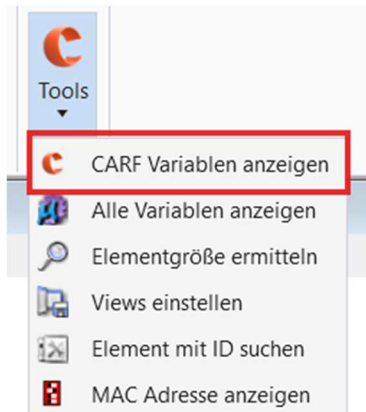 Tools
CARF Variablen anzeigen
Alle Variablen anzeigen
Elementgröße ermitteln
Views einstellen
Element mit ID suchen
MAC Adresse anzeigen